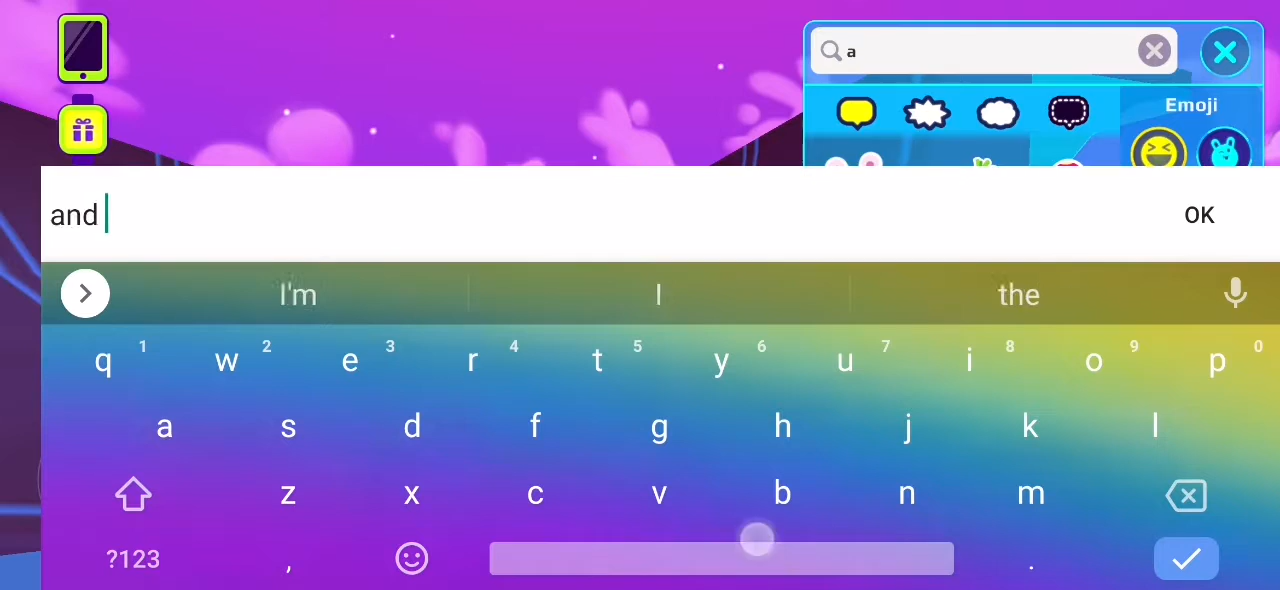 a
Emoji
and
OK
I'm I the
q 1 w 2 e 3 r 4 t 5 y 6 u 7 i 8 o 9 p 0
a s d f g h j k l
z x c v b n m
?123 , .